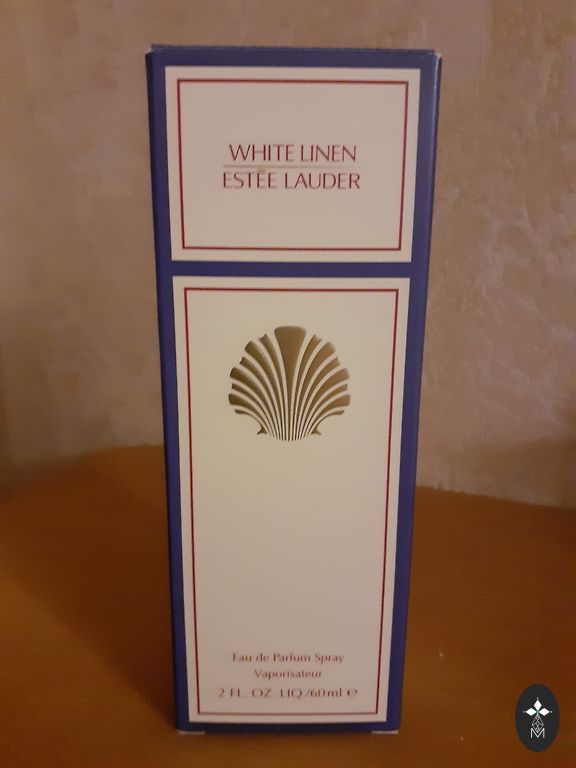 WHITE LINEN
ESTĒE LAUDER
Eau de Parfum Spray
Vaporisateur
2 FL. OZ. LIQ./60ml ℮
M